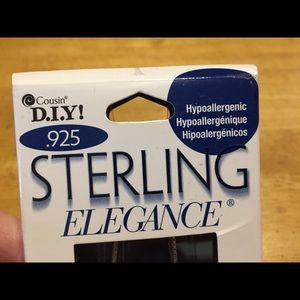 Cousin®
D.I.Y!
.925
Hypoallergenic
Hypoallergénique
Hipoalergénicos
STERLING
ELEGANCE®